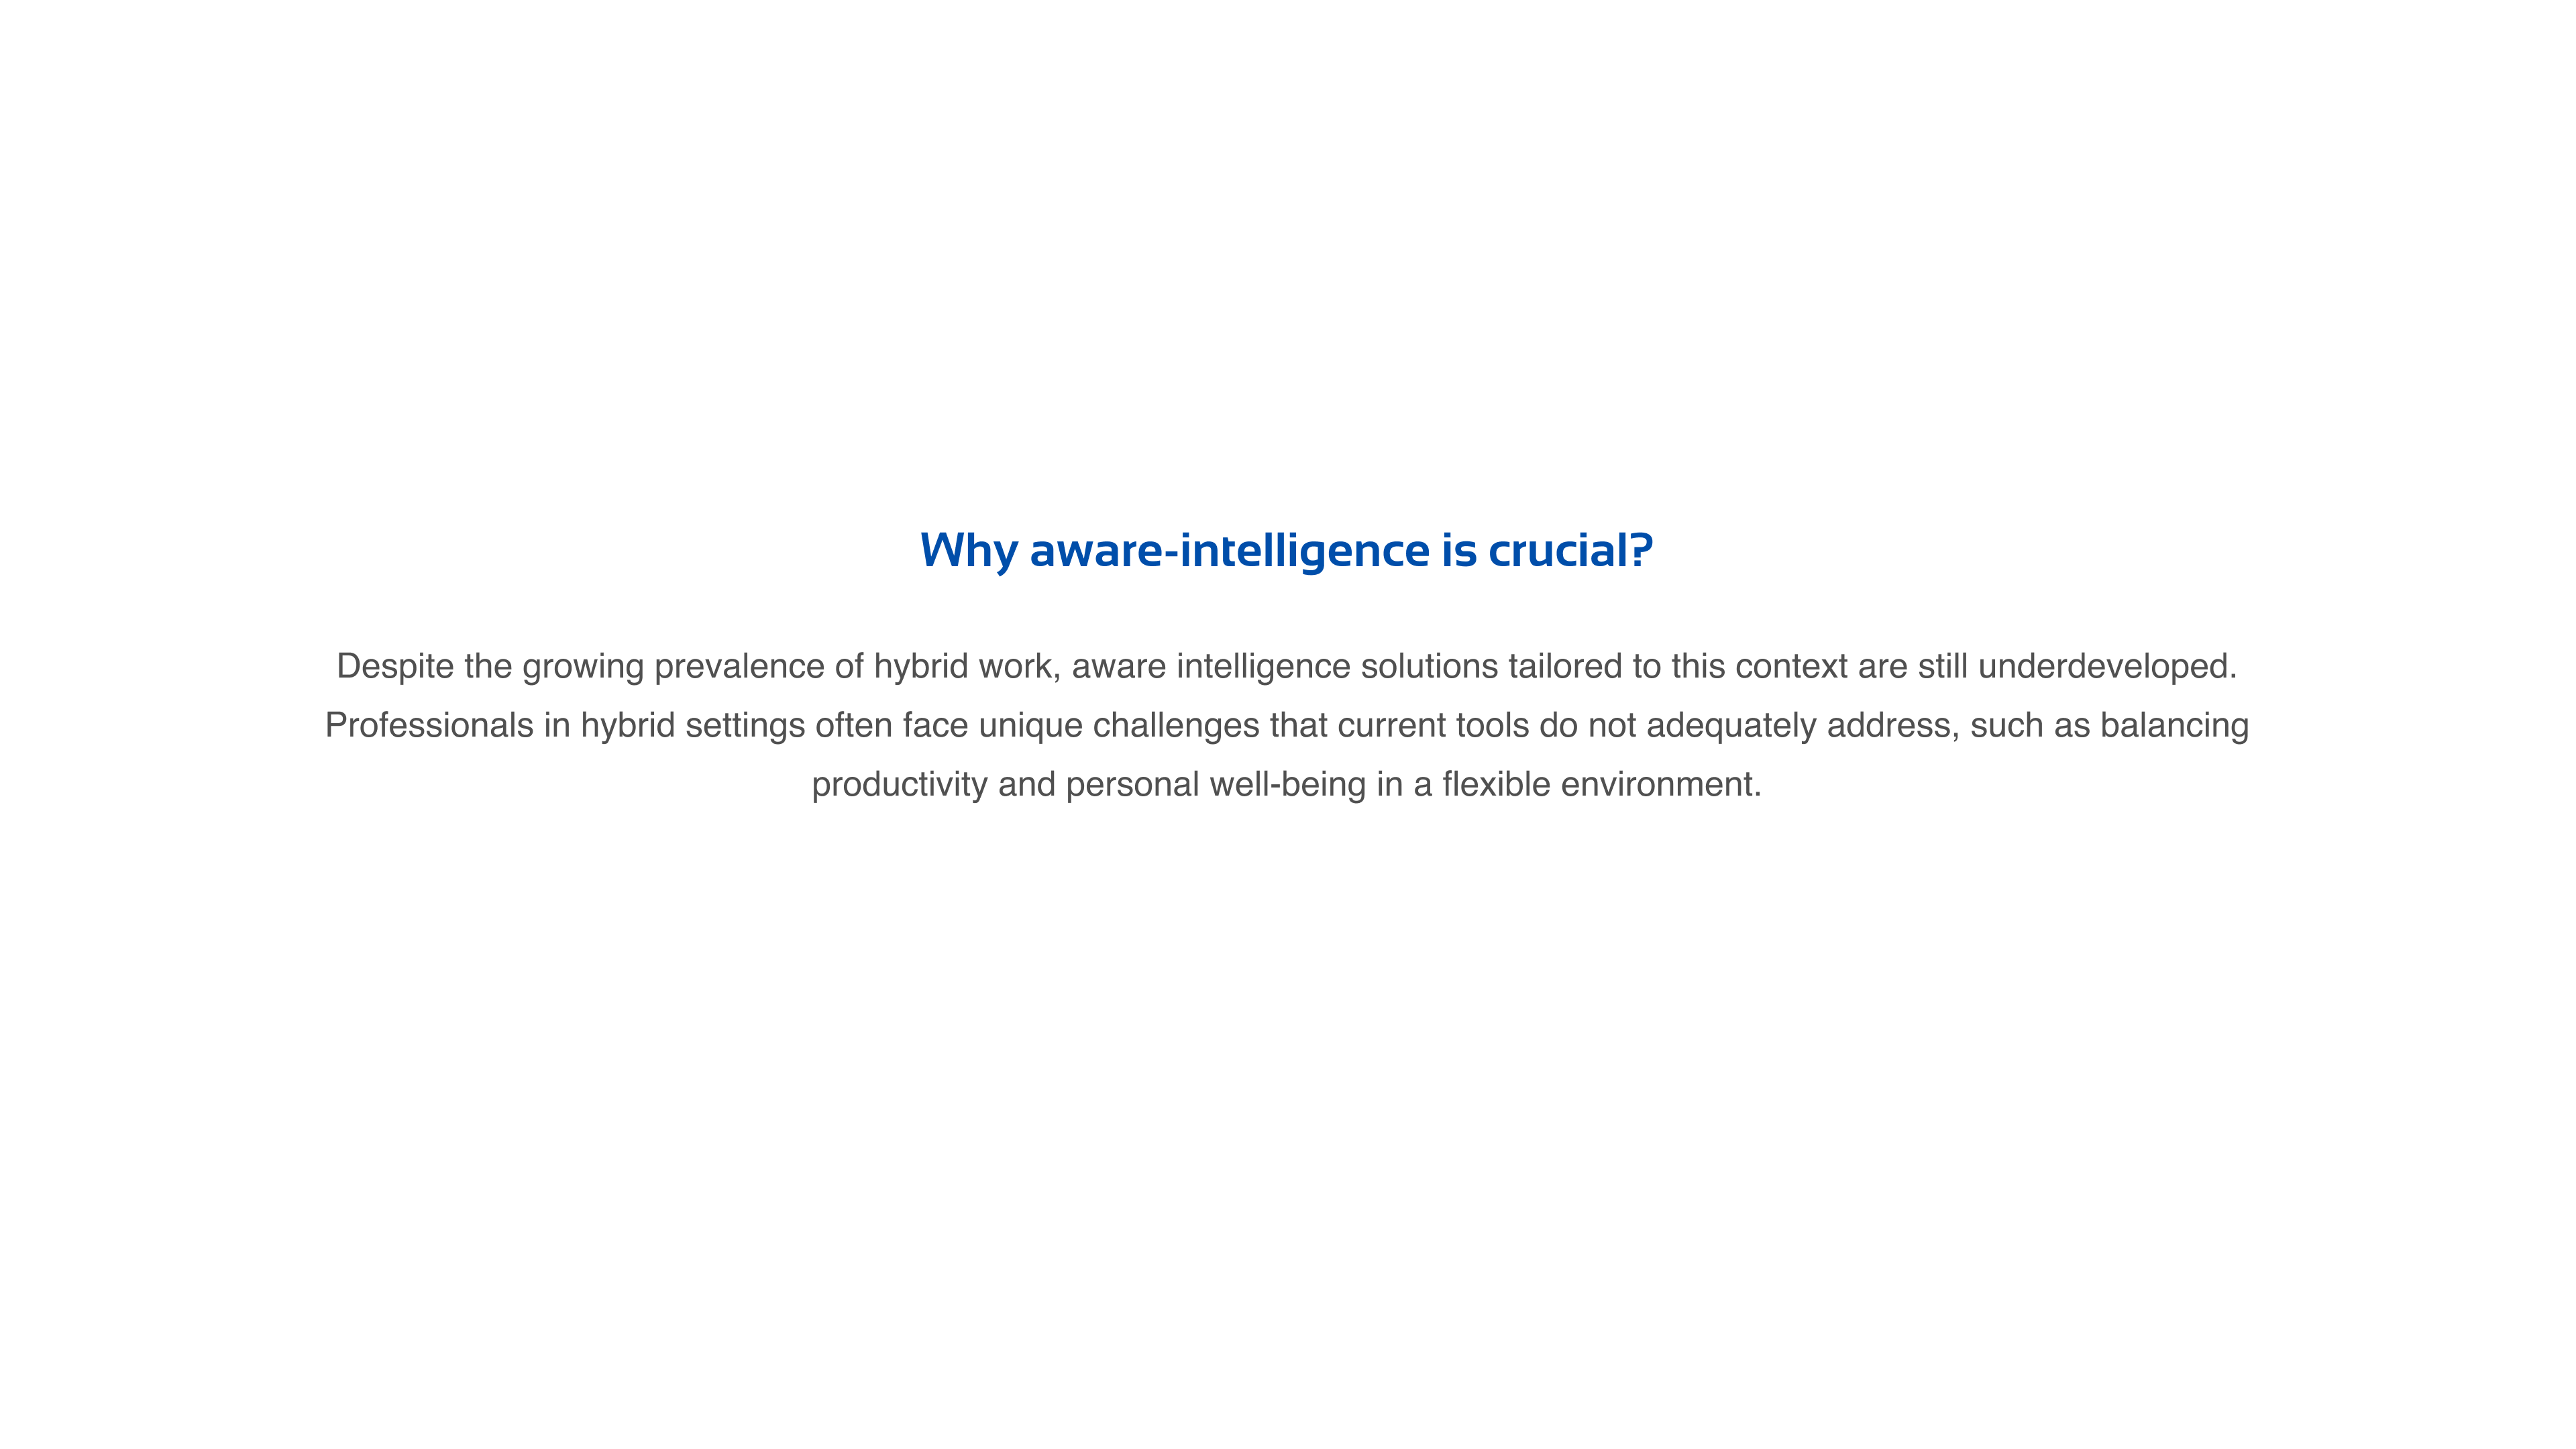 Why aware-intelligence is crucial?
Despite the growing prevalence of hybrid work, aware intelligence solutions tailored to this context are still underdeveloped.
Professionals in hybrid settings often face unique challenges that current tools do not adequately address, such as balancing
productivity and personal well-being in a flexible environment.